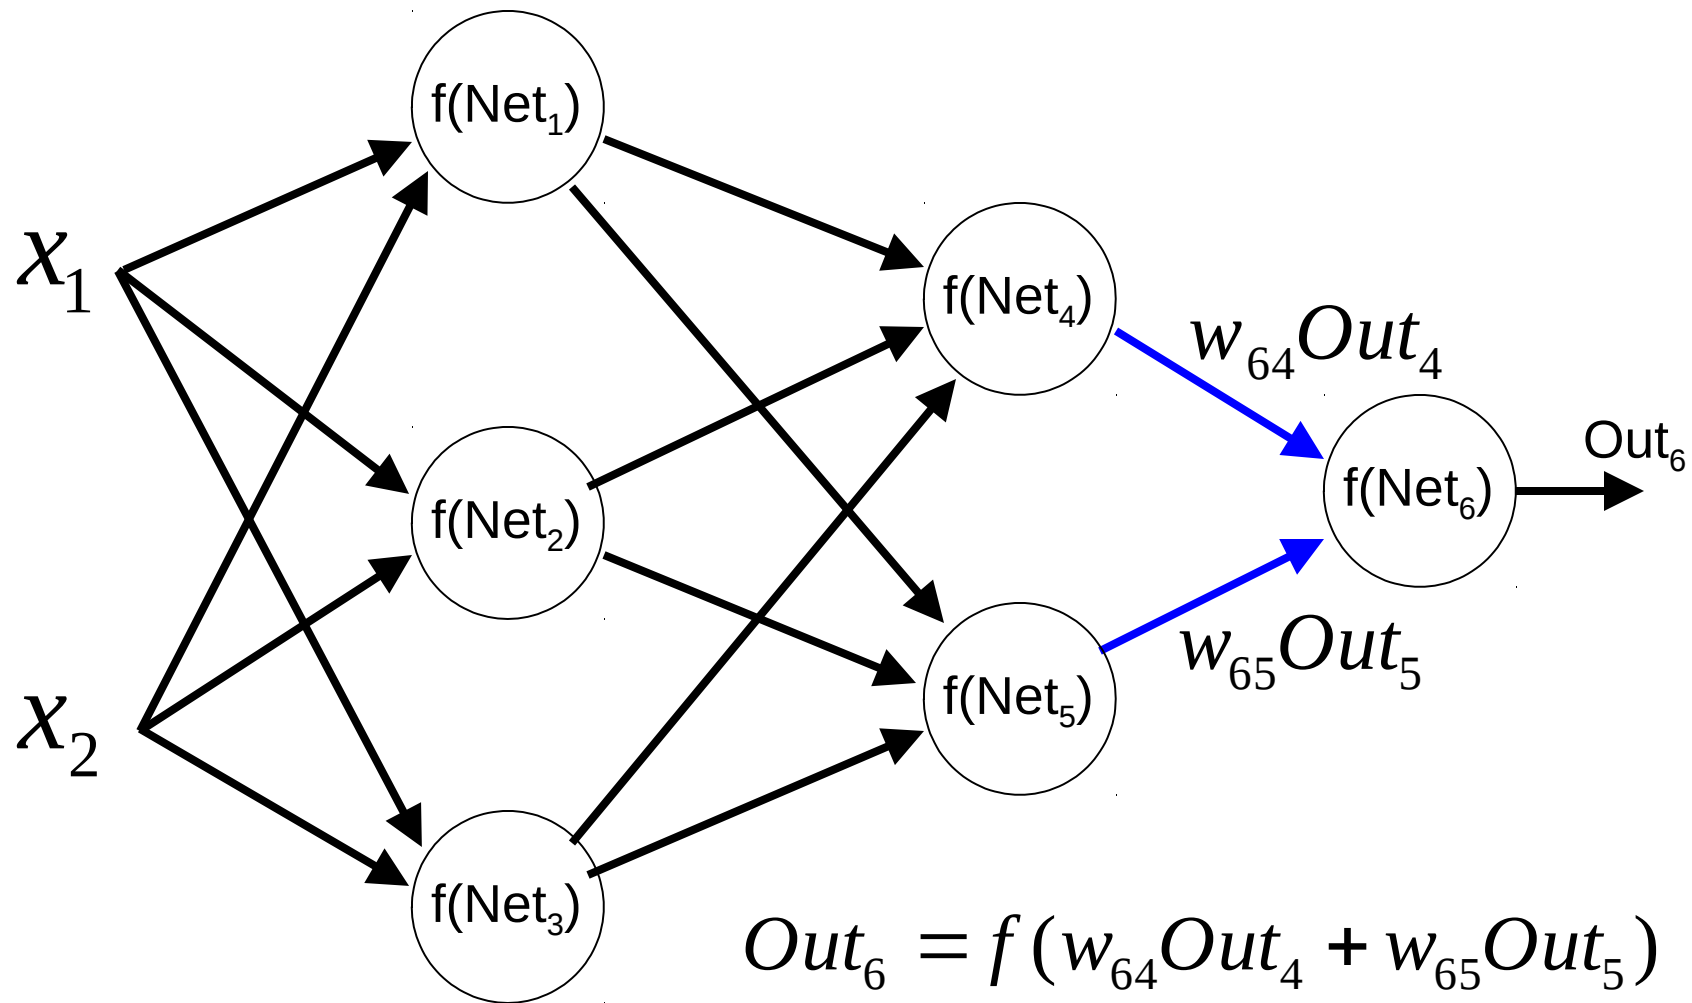 f(Net₁)
x₁
f(Net₄)
w₆₄Out₄
Out₆
f(Net₆)
f(Net₂)
w₆₅Out₅
f(Net₅)
x₂
f(Net₃)
Out₆ = f(w₆₄Out₄ + w₆₅Out₅)